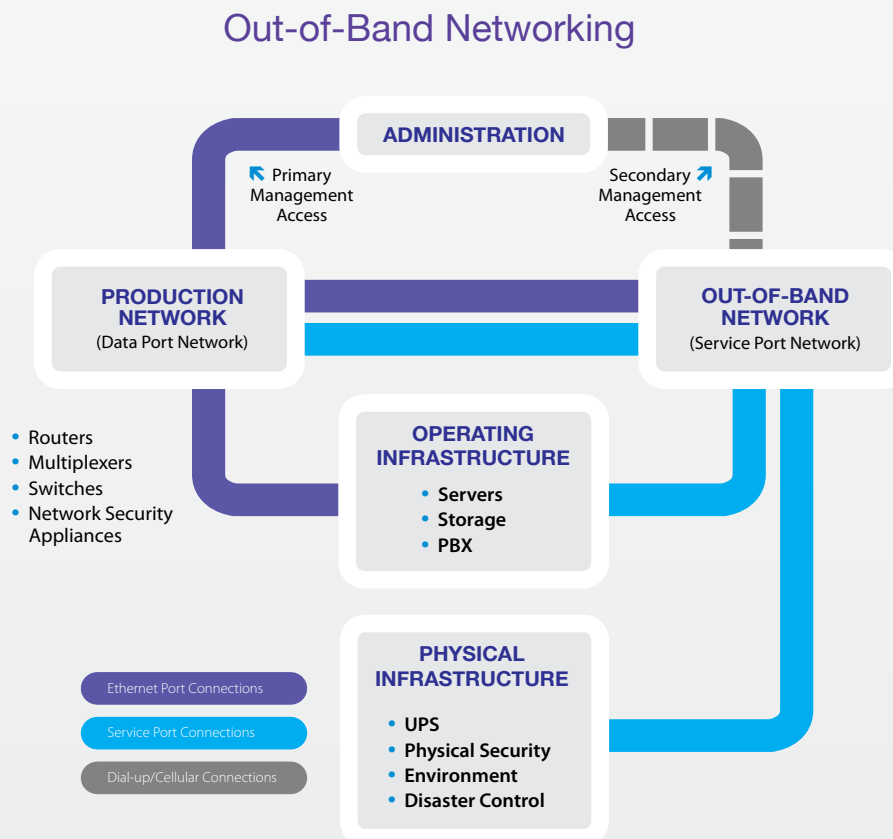 Out-of-Band Networking
ADMINISTRATION
Primary
Management
Access
Secondary
Management
Access
PRODUCTION
NETWORK
(Data Port Network)
OUT-OF-BAND
NETWORK
(Service Port Network)
• Routers
• Multiplexers
• Switches
• Network Security
Appliances
OPERATING
INFRASTRUCTURE
• Servers
• Storage
• PBX
PHYSICAL
INFRASTRUCTURE
• UPS
• Physical Security
• Environment
• Disaster Control
Ethernet Port Connections
Service Port Connections
Dial-up/Cellular Connections